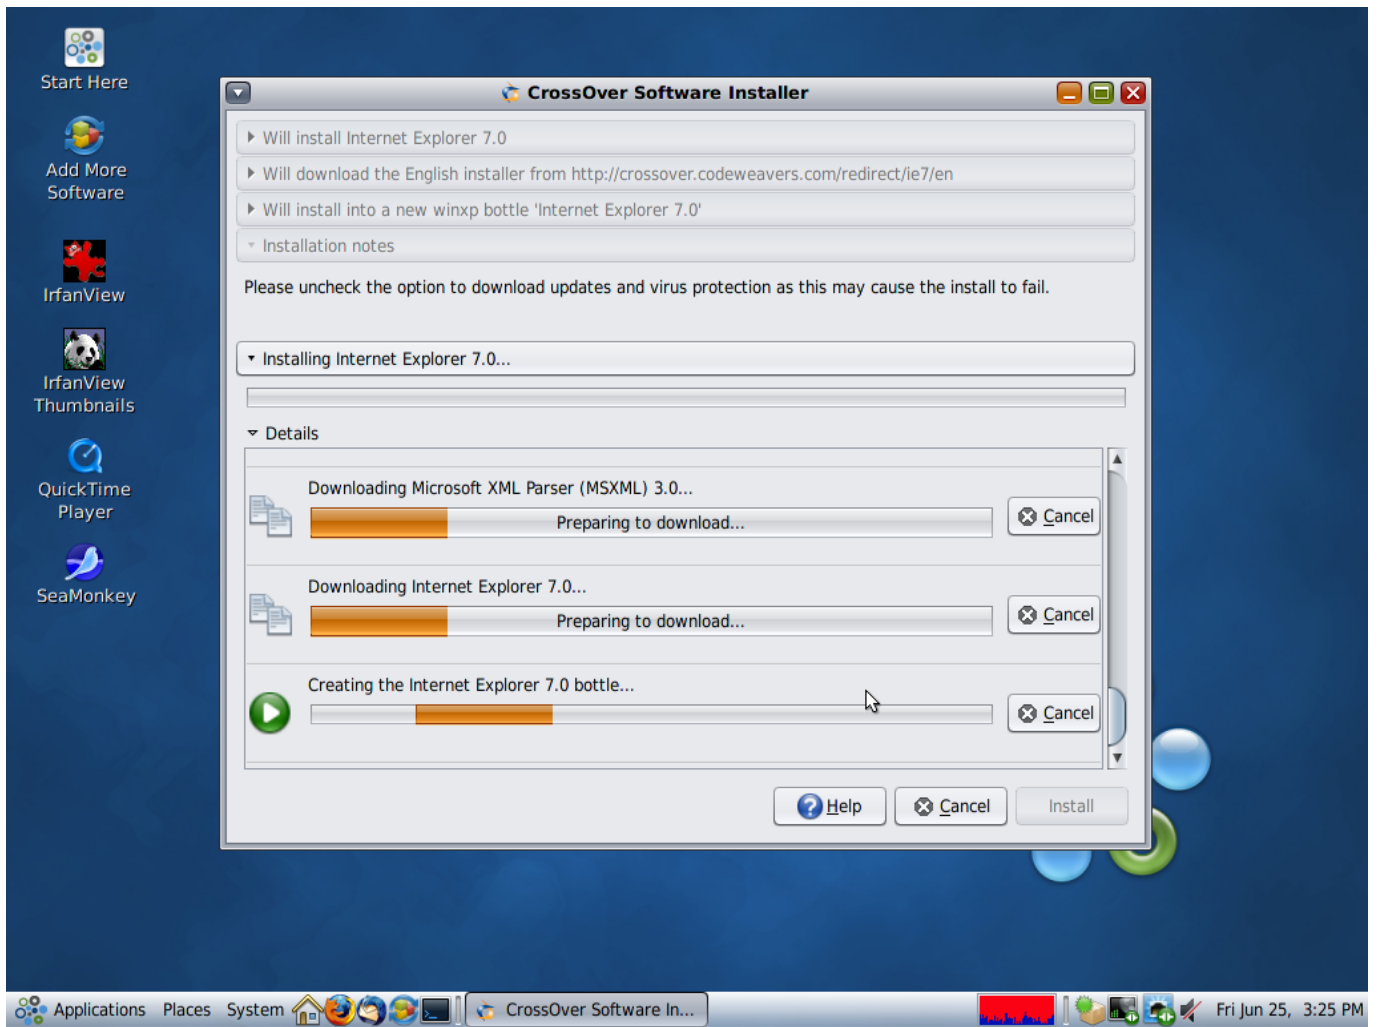 Start Here
Add More
Software
IrfanView
IrfanView
Thumbnails
QuickTime
Player
SeaMonkey
CrossOver Software Installer
Will install Internet Explorer 7.0
Will download the English installer from http://crossover.codeweavers.com/redirect/ie7/en
Will install into a new winxp bottle 'Internet Explorer 7.0'
Installation notes
Please uncheck the option to download updates and virus protection as this may cause the install to fail.
Installing Internet Explorer 7.0...
Details
Downloading Microsoft XML Parser (MSXML) 3.0...
Preparing to download...
Cancel
Downloading Internet Explorer 7.0...
Preparing to download...
Cancel
Creating the Internet Explorer 7.0 bottle...
Cancel
Help
Cancel
Install
Applications Places System
CrossOver Software In...
Fri Jun 25, 3:25 PM